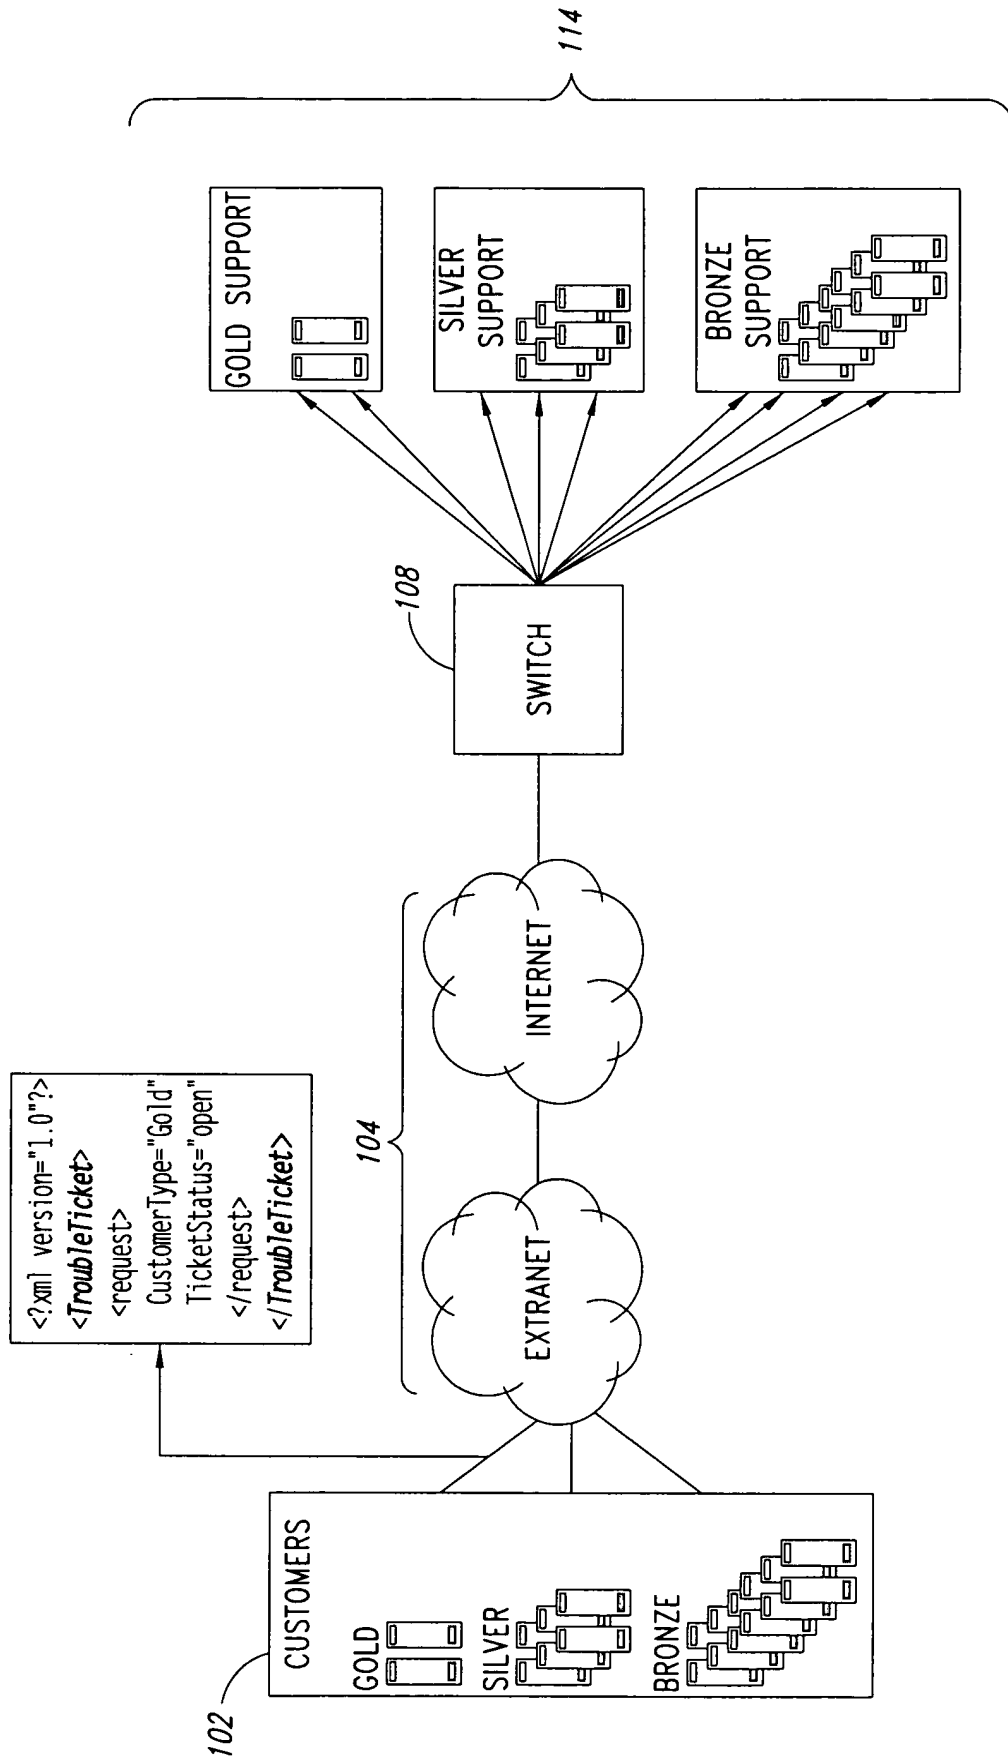 <?xml version="1.0"?>
<TroubleTicket>
<request>
CustomerType="Gold"
TicketStatus="open"
</request>
</TroubleTicket>
102
CUSTOMERS
GOLD
SILVER
BRONZE
104
EXTRANET
INTERNET
108
SWITCH
GOLD SUPPORT
SILVER
SUPPORT
BRONZE
SUPPORT
114